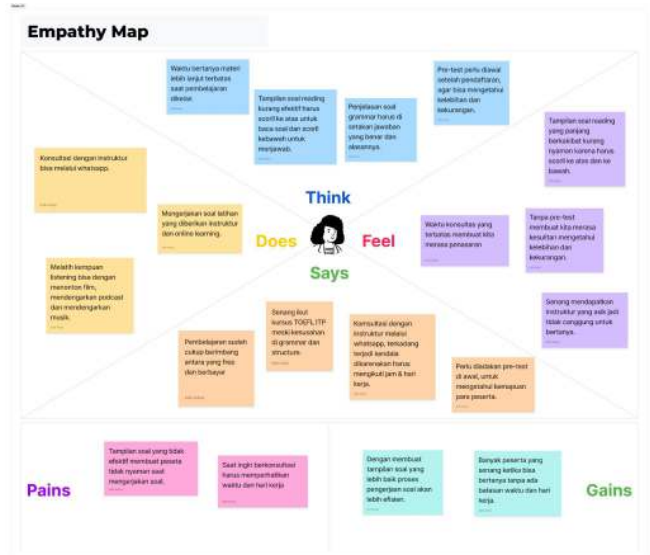 Empathy Map
Waktu bertanya materi
lebih lanjut terbatas
saat pembelajaran
dikelas.
Tampilan soal reading
kurang efektif harus
scroll ke atas untuk
baca soal dan scroll
kebawah untuk
menjawab.
Penjelasan soal
grammar harus di
sertakan jawaban
yang benar dan
alasannya.
Pre-test perlu diawal
setelah pendaftaran,
agar bisa mengetahui
kelebihan dan
kekurangan.
Tampilan soal reading
yang panjang
berakibat kurang
nyaman karena harus
scroll ke atas dan ke
bawah.
Konsultasi dengan instruktur
bisa melalui whatsapp.
Mengerjakan soal latihan
yang diberikan instruktur
dan online learning.
Melatih kempuan
listening bisa dengan
menonton film,
mendengarkan podcast
dan mendengarkan
musik.
Think
Does
Feel
Says
Waktu konsultas yang
terbatas membuat kita
merasa penasaran
Tanpa pre-test
membuat kita merasa
kesulitan mengetahui
kelebihan dan
kekurangan.
Senang mendapatkan
instruktur yang asik jadi
tidak canggung untuk
bertanya.
Pembelajaran sudah
cukup berimbang
antara yang free
dan berbayar
Senang ikut
kursus TOEFL ITP
meski kesusahan
di grammar dan
structure.
Komsultasi dengan
instruktur melalui
whatsapp, terkadang
terjadi kendala
dikarenakan harus
mengikuti jam & hari
kerja.
Perlu diadakan pre-test
di awal, untuk
mengetahui kemapuan
para peserta.
Pains
Tampilan soal yang tidak
efektif membuat peserta
tidak nyaman saat
mengerjakan soal.
Saat ingin berkonsultasi
harus memperhatikan
waktu dan hari kerja
Dengan membuat
tampilan soal yang
lebih baik proses
pengerjaan soal akan
lebih efisien.
Banyak peserta yang
senang ketika bisa
bertanya tanpa ada
batasan waktu dan hari
kerja.
Gains